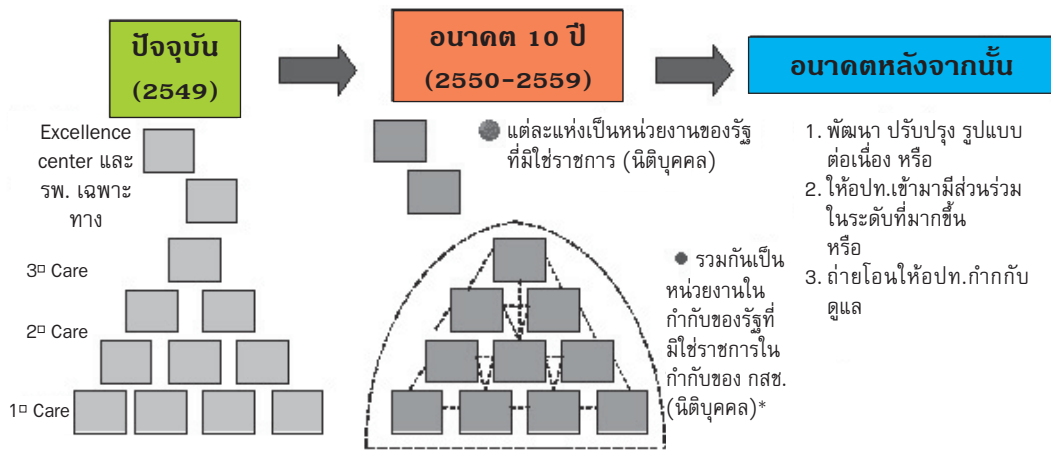 ปัจจุบัน
(2549)
อนาคต 10 ปี
(2550-2559)
อนาคตหลังจากนั้น
Excellence
center และ
รพ. เฉพาะ
ทาง
3□ Care
2□ Care
1□ Care
แต่ละแห่งเป็นหน่วยงานของรัฐ
ที่มิใช่ราชการ (นิติบุคคล)
รวมกันเป็น
หน่วยงานใน
กำกับของรัฐที่
มิใช่ราชการใน
กำกับของ กสช.
(นิติบุคคล)*
1. พัฒนา ปรับปรุง รูปแบบ
ต่อเนื่อง หรือ
2. ให้อปท.เข้ามามีส่วนร่วม
ในระดับที่มากขึ้น
หรือ
3. ถ่ายโอนให้อปท.กำกกับ
ดูแล